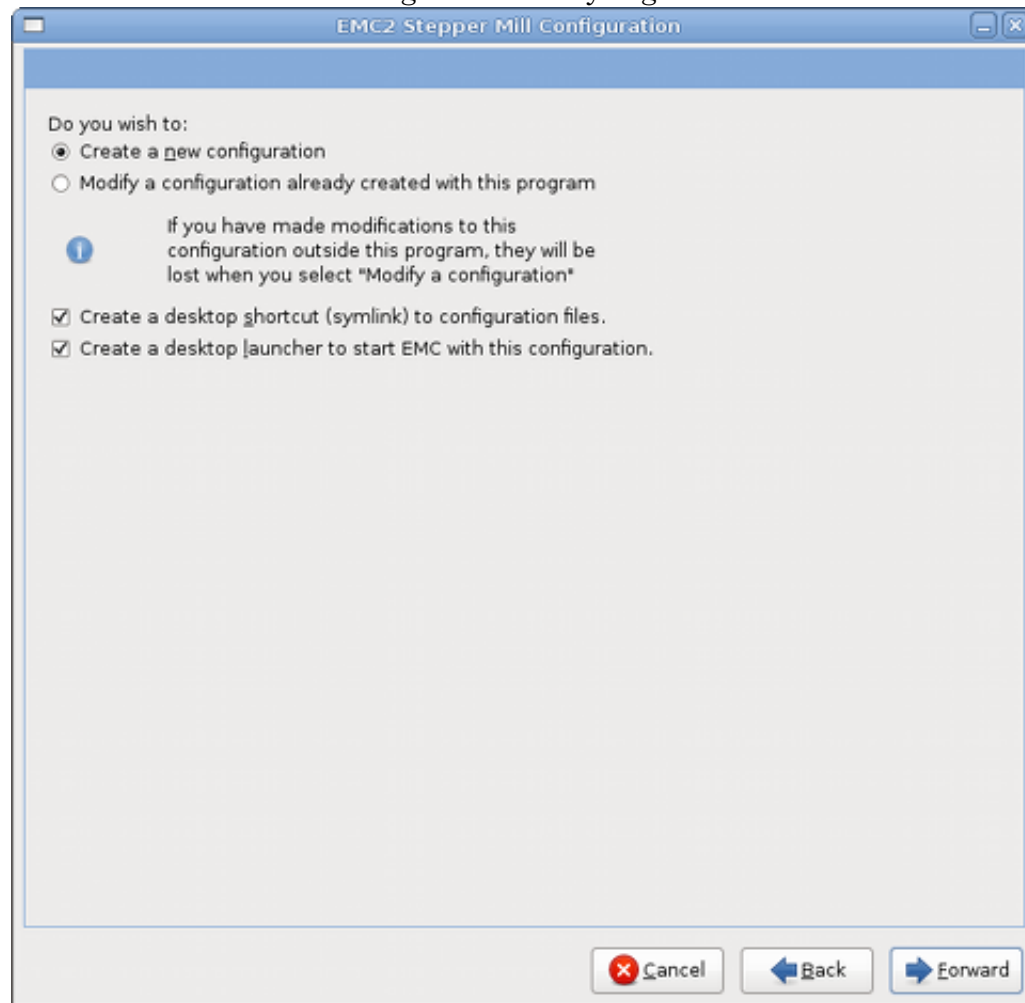 EMC2 Stepper Mill Configuration
Do you wish to:
Create a new configuration
Modify a configuration already created with this program
If you have made modifications to this
configuration outside this program, they will be
lost when you select "Modify a configuration"
Create a desktop shortcut (symlink) to configuration files.
Create a desktop launcher to start EMC with this configuration.
Cancel
Back
Forward